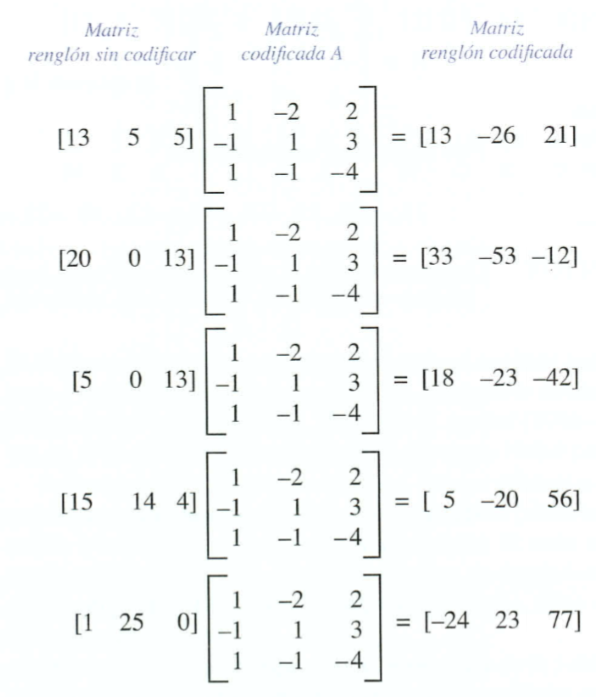 Matriz Matriz Matriz
renglón sin codificar codificada A renglón codificada
1 –2 2
[13 5 5] –1 1 3 = [13 –26 21]
1 –1 –4
1 –2 2
[20 0 13] –1 1 3 = [33 –53 –12]
1 –1 –4
1 –2 2
[5 0 13] –1 1 3 = [18 –23 –42]
1 –1 –4
1 –2 2
[15 14 4] –1 1 3 = [ 5 –20 56]
1 –1 –4
1 –2 2
[1 25 0] –1 1 3 = [–24 23 77]
1 –1 –4